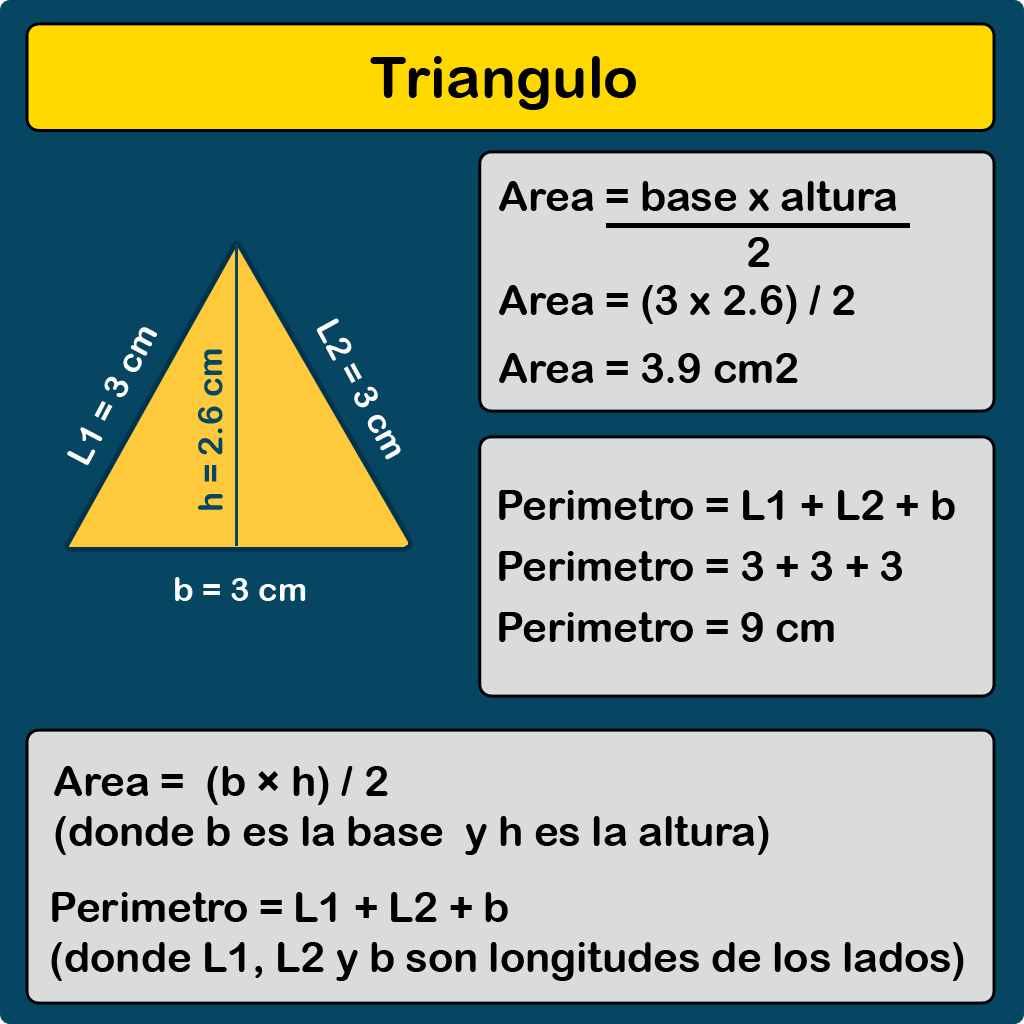 Triangulo
Area = base x altura
2
Area = (3 x 2.6) / 2
Area = 3.9 cm2
L1 = 3 cm
h = 2.6 cm
L2 = 3 cm
b = 3 cm
Perimetro = L1 + L2 + b
Perimetro = 3 + 3 + 3
Perimetro = 9 cm
Area = (b × h) / 2
(donde b es la base y h es la altura)
Perimetro = L1 + L2 + b
(donde L1, L2 y b son longitudes de los lados)